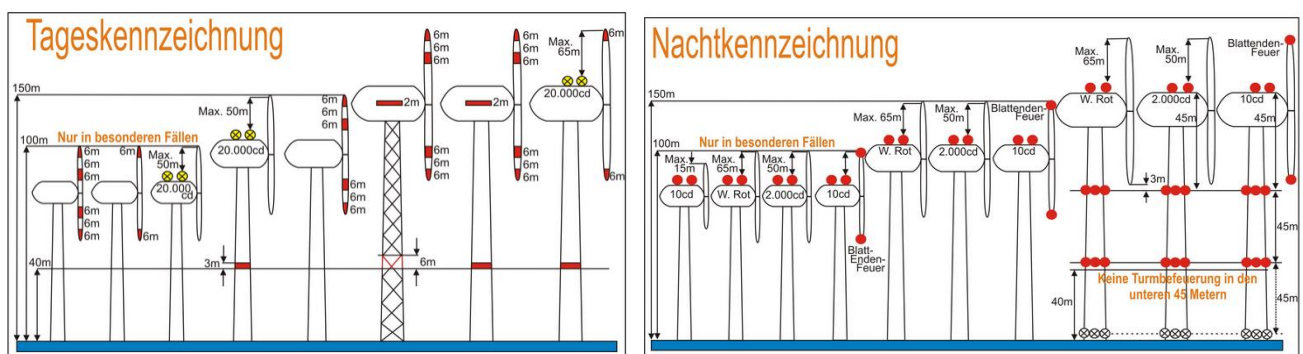 Tageskennzeichnung
150m
100m
40m
Nur in besonderen Fällen
6m
6m
6m
6m
6m
6m
6m
6m
Max.
50m
20.000
cd
Max. 50m
20.000cd
3m
6m
6m
6m
6m
6m
6m
2m
6m
6m
6m
6m
6m
6m
6m
2m
6m
6m
6m
6m
6m
6m
Max.
65m
20.000cd
6m
Nachtkennzeichnung
150m
100m
Nur in besonderen Fällen
Max.
15m
10cd
Max.
65m
W. Rot
Max.
50m
2.000cd
10cd
Blatt-
Enden-
Feuer
Max. 65m
W. Rot
Max.
50m
2.000cd
Blattenden-
Feuer
10cd
Max.
65m
W. Rot
Max.
50m
2.000cd
45m
Blattenden-
Feuer
10cd
45m
3m
45m
Keine Turmbefeuerung in den
unteren 45 Metern
40m
45m